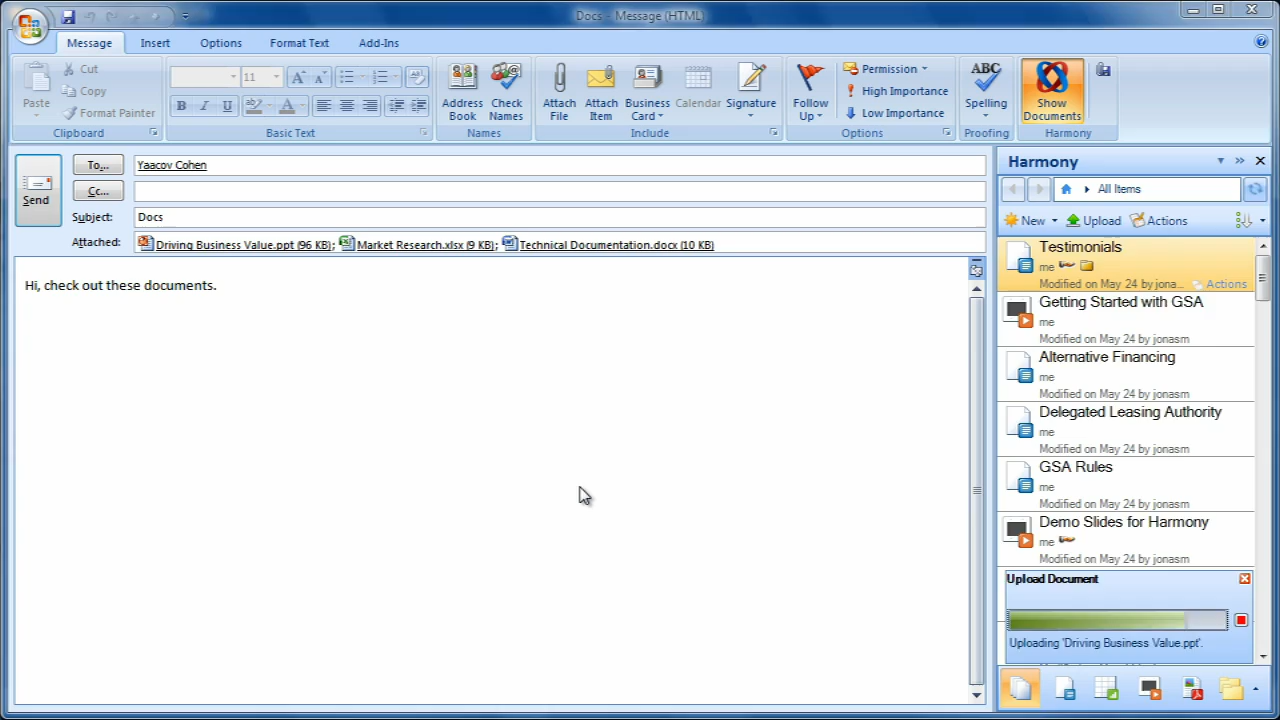 Docs - Message (HTML)
Message Insert Options Format Text Add-Ins
Paste
Cut
Copy
Format Painter
Clipboard
11
B I U ab A
Basic Text
Address Book
Check Names
Names
Attach File
Attach Item
Business Card
Calendar
Signature
Include
Follow Up
Permission
High Importance
Low Importance
Options
ABC
Spelling
Proofing
Show Documents
Harmony
Send
To... Yaacov Cohen
Cc...
Subject: Docs
Attached: Driving Business Value.ppt (96 KB); Market Research.xlsx (9 KB); Technical Documentation.docx (10 KB)
Hi, check out these documents.
Harmony
All Items
New Upload Actions
Testimonials
me
Modified on May 24 by jona... Actions
Getting Started with GSA
me
Modified on May 24 by jonasm
Alternative Financing
me
Modified on May 24 by jonasm
Delegated Leasing Authority
me
Modified on May 24 by jonasm
GSA Rules
me
Modified on May 24 by jonasm
Demo Slides for Harmony
me
Modified on May 24 by jonasm
Upload Document
Uploading 'Driving Business Value.ppt'.